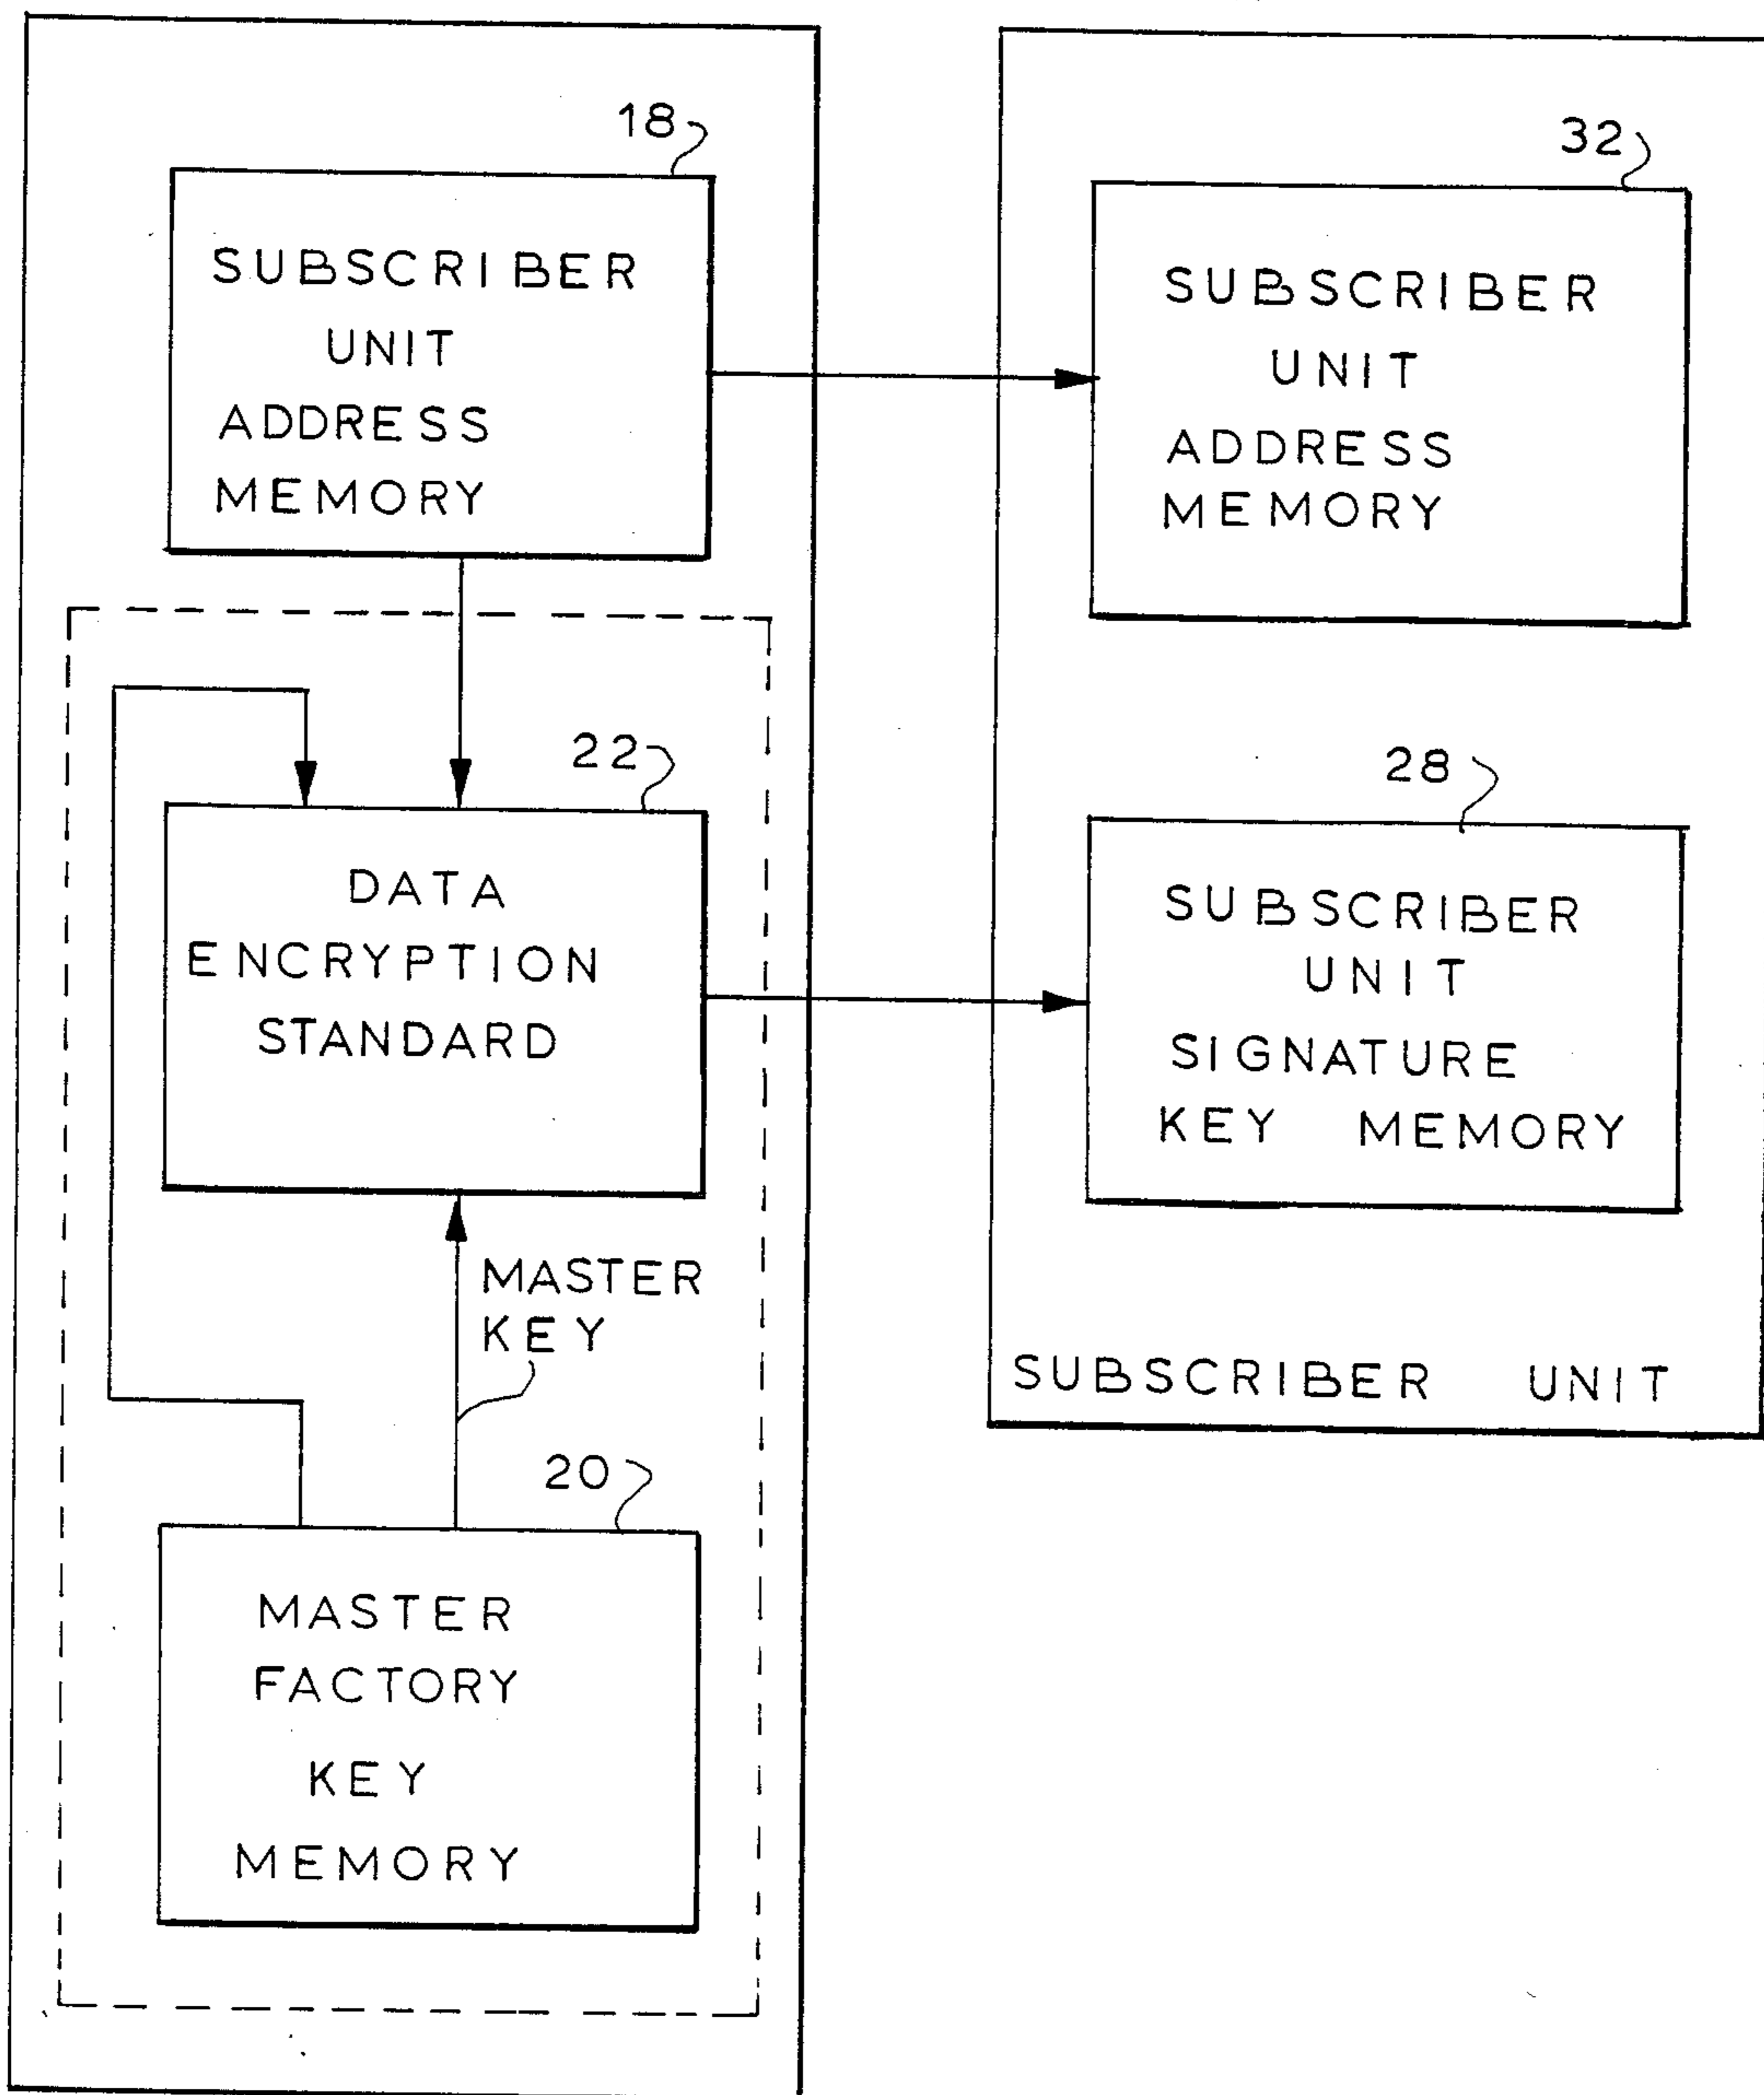 18
SUBSCRIBER
UNIT
ADDRESS
MEMORY
32
SUBSCRIBER
UNIT
ADDRESS
MEMORY
22
DATA
ENCRYPTION
STANDARD
28
SUBSCRIBER
UNIT
SIGNATURE
KEY MEMORY
MASTER
KEY
SUBSCRIBER UNIT
20
MASTER
FACTORY
KEY
MEMORY